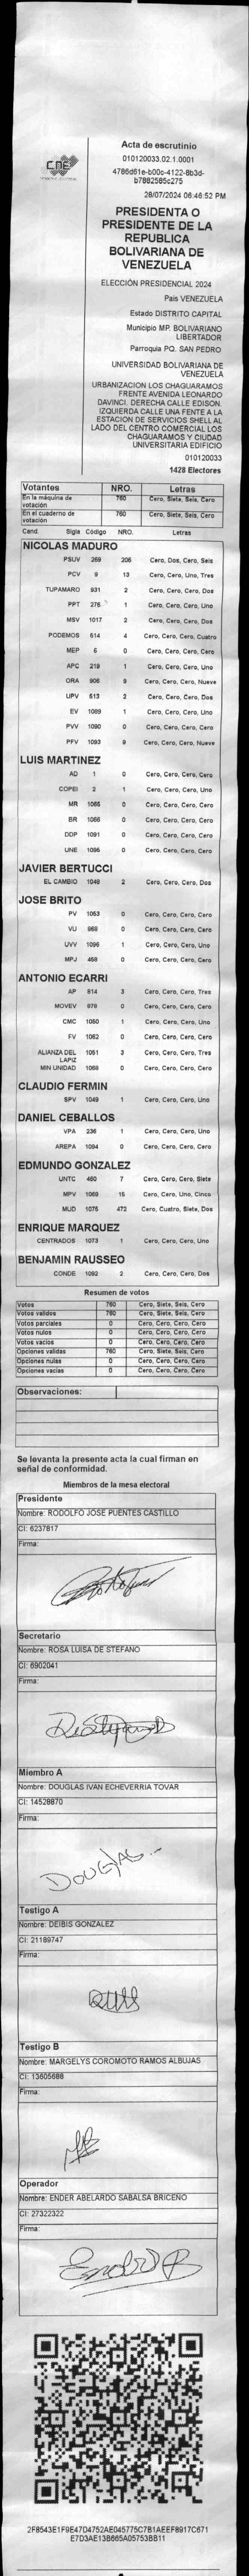 CNE
Acta de escrutinio
010120033.02.1.0001
4786d61e-b00c-4122-8b3d-
b7882585c275
28/07/2024 06:46:52 PM
PRESIDENTA O
PRESIDENTE DE LA
REPUBLICA
BOLIVARIANA DE
VENEZUELA
ELECCIÓN PRESIDENCIAL 2024
País VENEZUELA
Estado DISTRITO CAPITAL
Municipio MP. BOLIVARIANO
LIBERTADOR
Parroquia PQ. SAN PEDRO
UNIVERSIDAD BOLIVARIANA DE
VENEZUELA
URBANIZACION LOS CHAGUARAMOS
FRENTE AVENIDA LEONARDO
DAVINCI. DERECHA CALLE EDISON.
IZQUIERDA CALLE UNA FENTE A LA
ESTACION DE SERVICIOS SHELL AL
LADO DEL CENTRO COMERCIAL LOS
CHAGUARAMOS Y CIUDAD
UNIVERSITARIA EDIFICIO
010120033
1428 Electores
Votantes NRO. Letras
En la máquina de votación 760 Cero, Siete, Seis, Cero
En el cuaderno de votación 760 Cero, Siete, Seis, Cero
Cand. Sigla Código NRO. Letras
NICOLAS MADURO
PSUV 269 206 Cero, Dos, Cero, Seis
PCV 9 13 Cero, Cero, Uno, Tres
TUPAMARO 931 2 Cero, Cero, Cero, Dos
PPT 275 1 Cero, Cero, Cero, Uno
MSV 1017 2 Cero, Cero, Cero, Dos
PODEMOS 514 4 Cero, Cero, Cero, Cuatro
MEP 6 0 Cero, Cero, Cero, Cero
APC 219 1 Cero, Cero, Cero, Uno
ORA 906 9 Cero, Cero, Cero, Nueve
UPV 613 2 Cero, Cero, Cero, Dos
EV 1089 1 Cero, Cero, Cero, Uno
PVV 1090 0 Cero, Cero, Cero, Cero
PFV 1093 9 Cero, Cero, Cero, Nueve
LUIS MARTINEZ
AD 1 0 Cero, Cero, Cero, Cero
COPEI 2 1 Cero, Cero, Cero, Uno
MR 1065 0 Cero, Cero, Cero, Cero
BR 1066 0 Cero, Cero, Cero, Cero
DDP 1091 0 Cero, Cero, Cero, Cero
UNE 1095 0 Cero, Cero, Cero, Cero
JAVIER BERTUCCI
EL CAMBIO 1048 2 Cero, Cero, Cero, Dos
JOSE BRITO
PV 1053 0 Cero, Cero, Cero, Cero
VU 968 0 Cero, Cero, Cero, Cero
UVV 1096 1 Cero, Cero, Cero, Uno
MPJ 458 0 Cero, Cero, Cero, Cero
ANTONIO ECARRI
AP 814 3 Cero, Cero, Cero, Tres
MOVEV 978 0 Cero, Cero, Cero, Cero
CMC 1050 1 Cero, Cero, Cero, Uno
FV 1062 0 Cero, Cero, Cero, Cero
ALIANZA DEL LAPIZ 1051 3 Cero, Cero, Cero, Tres
MIN UNIDAD 1068 0 Cero, Cero, Cero, Cero
CLAUDIO FERMIN
SPV 1049 1 Cero, Cero, Cero, Uno
DANIEL CEBALLOS
VPA 236 1 Cero, Cero, Cero, Uno
AREPA 1094 0 Cero, Cero, Cero, Cero
EDMUNDO GONZALEZ
UNTC 460 7 Cero, Cero, Cero, Siete
MPV 1069 15 Cero, Cero, Uno, Cinco
MUD 1075 472 Cero, Cuatro, Siete, Dos
ENRIQUE MARQUEZ
CENTRADOS 1073 1 Cero, Cero, Cero, Uno
BENJAMIN RAUSSEO
CONDE 1092 2 Cero, Cero, Cero, Dos
Resumen de votos
Votos 760 Cero, Siete, Seis, Cero
Votos validos 760 Cero, Siete, Seis, Cero
Votos parciales 0 Cero, Cero, Cero, Cero
Votos nulos 0 Cero, Cero, Cero, Cero
Votos vacios 0 Cero, Cero, Cero, Cero
Opciones validas 760 Cero, Siete, Seis, Cero
Opciones nulas 0 Cero, Cero, Cero, Cero
Opciones vacias 0 Cero, Cero, Cero, Cero
Observaciones:
Se levanta la presente acta la cual firman en
señal de conformidad.
Miembros de la mesa electoral
Presidente
Nombre: RODOLFO JOSE PUENTES CASTILLO
CI: 6237817
Firma:
Secretario
Nombre: ROSA LUISA DE STEFANO
CI: 6902041
Firma:
Miembro A
Nombre: DOUGLAS IVAN ECHEVERRIA TOVAR
CI: 14528870
Firma:
DOUGLAS
Testigo A
Nombre: DEIBIS GONZALEZ
CI: 21189747
Firma:
Testigo B
Nombre: MARGELYS COROMOTO RAMOS ALBUJAS
CI: 13605688
Firma:
Operador
Nombre: ENDER ABELARDO SABALSA BRICEÑO
CI: 27322322
Firma:
2F8543E1F9E47D4752AE045775C7B1AEEF8917C671
E7D3AE13B665A05753BB11